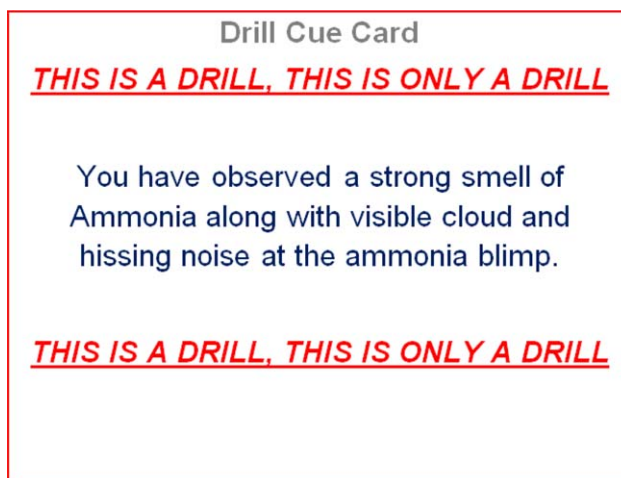 Drill Cue Card
THIS IS A DRILL, THIS IS ONLY A DRILL
You have observed a strong smell of
Ammonia along with visible cloud and
hissing noise at the ammonia blimp.
THIS IS A DRILL, THIS IS ONLY A DRILL